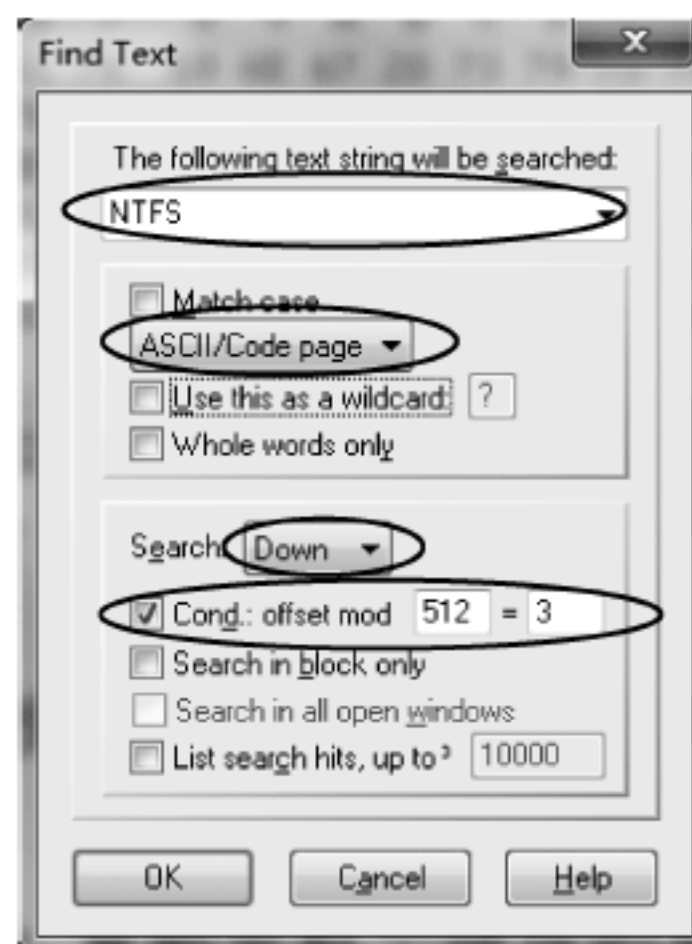 Find Text
x
The following text string will be searched:
NTFS
Match case
ASCII/Code page
Use this as a wildcard: ?
Whole words only
Search: Down
Cond.: offset mod 512 = 3
Search in block only
Search in all open windows
List search hits, up to ³ 10000
OK Cancel Help